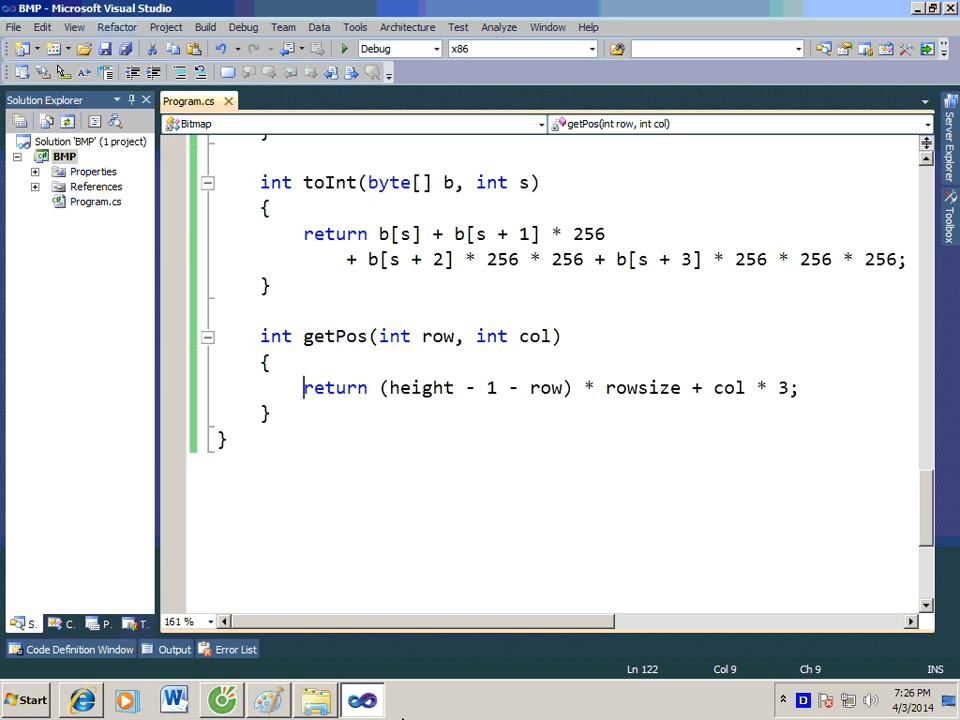 BMP - Microsoft Visual Studio
File Edit View Refactor Project Build Debug Team Data Tools Architecture Test Analyze Window Help
Debug x86
Solution Explorer
Program.cs
Bitmap
getPos(int row, int col)
Solution 'BMP' (1 project)
BMP
Properties
References
Program.cs
}
int toInt(byte[] b, int s)
{
return b[s] + b[s + 1] * 256
+ b[s + 2] * 256 * 256 + b[s + 3] * 256 * 256 * 256;
}
int getPos(int row, int col)
{
return (height - 1 - row) * rowsize + col * 3;
}
}
Server Explorer
Toolbox
161 %
S. C. P. T.
Code Definition Window Output Error List
Ln 122 Col 9 Ch 9 INS
Start
D
7:26 PM
4/3/2014